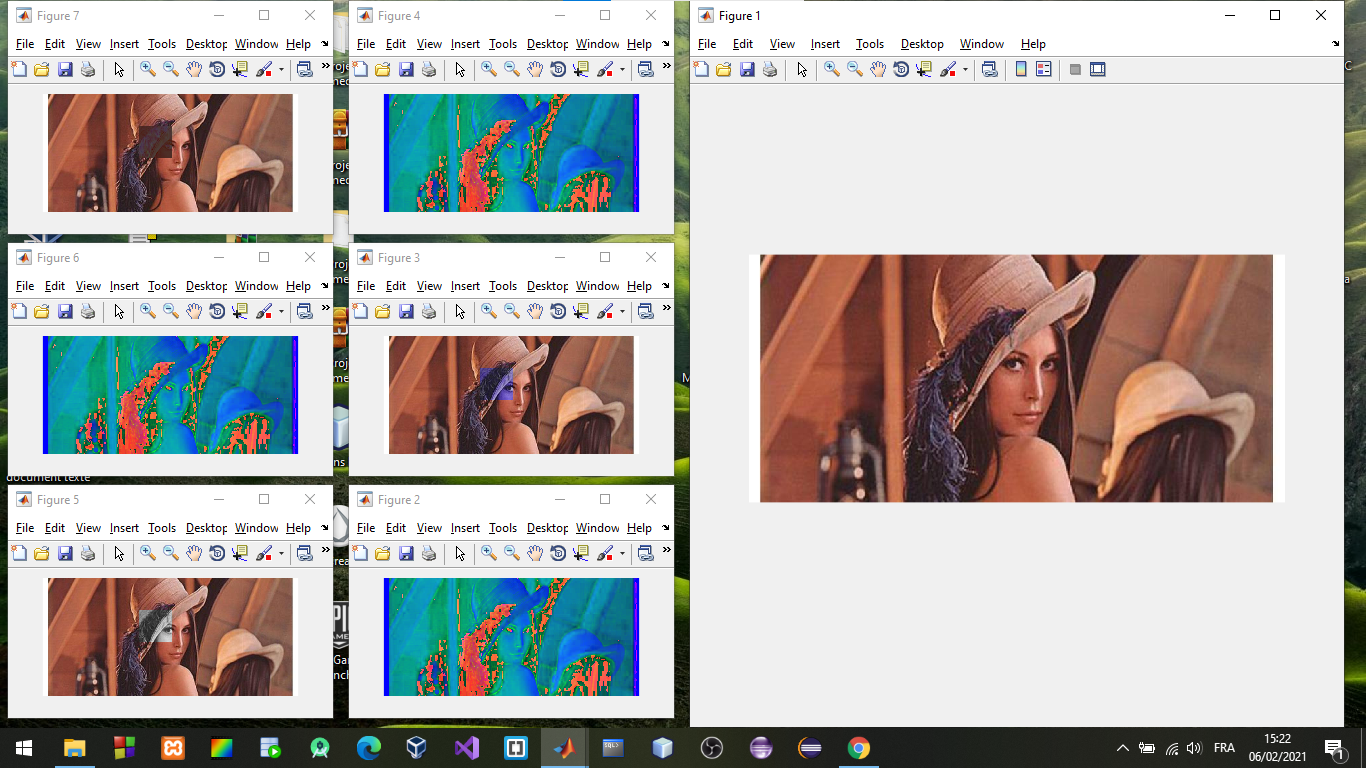 Figure 7
File Edit View Insert Tools Desktop Window Help
Figure 4
File Edit View Insert Tools Desktop Window Help
Figure 1
File Edit View Insert Tools Desktop Window Help
Figure 6
File Edit View Insert Tools Desktop Window Help
Figure 3
File Edit View Insert Tools Desktop Window Help
document texte
Figure 5
File Edit View Insert Tools Desktop Window Help
Figure 2
File Edit View Insert Tools Desktop Window Help
FRA
15:22
06/02/2021
1